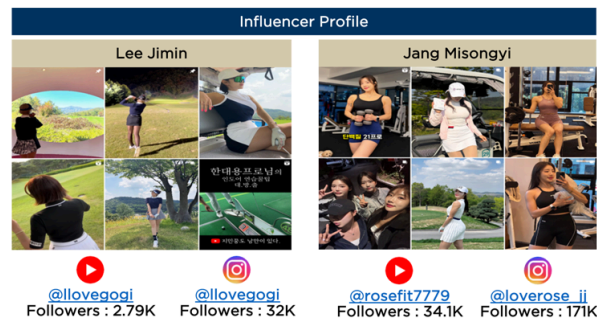 Influencer Profile
Lee Jimin
Jang Misongyi
단백질 21프로
한대용프로님의
인도어 연습꿀팁
대.방.출
@llovegogi
Followers : 2.79K
@llovegogi
Followers : 32K
@rosefit7779
Followers : 34.1K
@loverose_jj
Followers : 171K